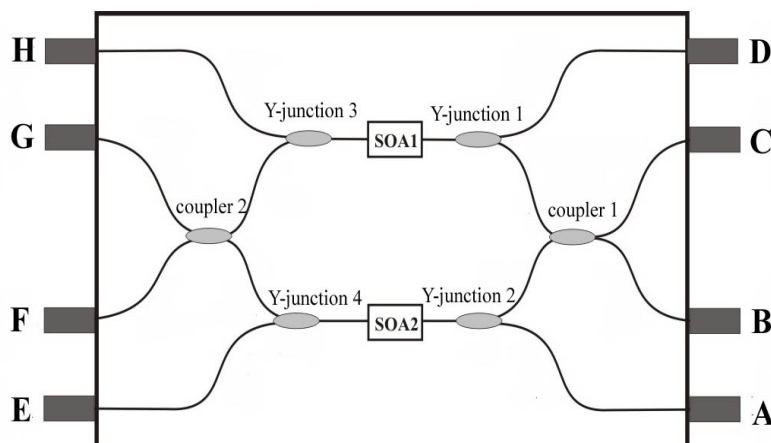 H
D
Y-junction 3
Y-junction 1
G
SOA1
C
coupler 2
coupler 1
Y-junction 4
Y-junction 2
F
SOA2
B
E
A